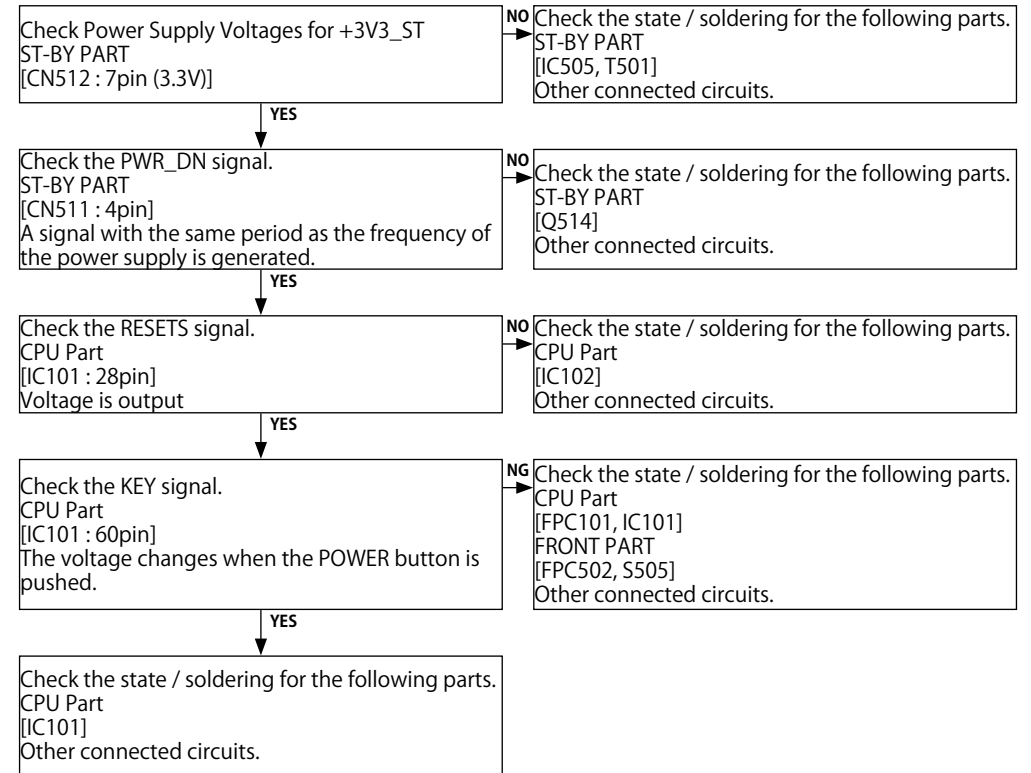 Check Power Supply Voltages for +3V3_ST
ST-BY PART
[CN512 : 7pin (3.3V)]
NO
Check the state / soldering for the following parts.
ST-BY PART
[IC505, T501]
Other connected circuits.
YES
Check the PWR_DN signal.
ST-BY PART
[CN511 : 4pin]
A signal with the same period as the frequency of
the power supply is generated.
NO
Check the state / soldering for the following parts.
ST-BY PART
[Q514]
Other connected circuits.
YES
Check the RESETS signal.
CPU Part
[IC101 : 28pin]
Voltage is output
NO
Check the state / soldering for the following parts.
CPU Part
[IC102]
Other connected circuits.
YES
Check the KEY signal.
CPU Part
[IC101 : 60pin]
The voltage changes when the POWER button is
pushed.
NG
Check the state / soldering for the following parts.
CPU Part
[FPC101, IC101]
FRONT PART
[FPC502, S505]
Other connected circuits.
YES
Check the state / soldering for the following parts.
CPU Part
[IC101]
Other connected circuits.